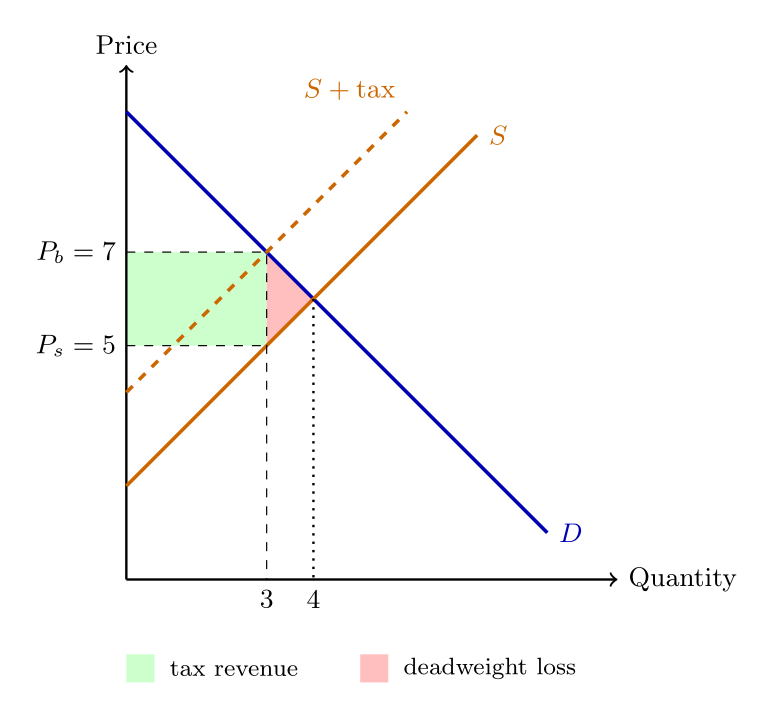 Price
S + tax
S
P_b = 7
P_s = 5
D
Quantity
3
4
tax revenue
deadweight loss